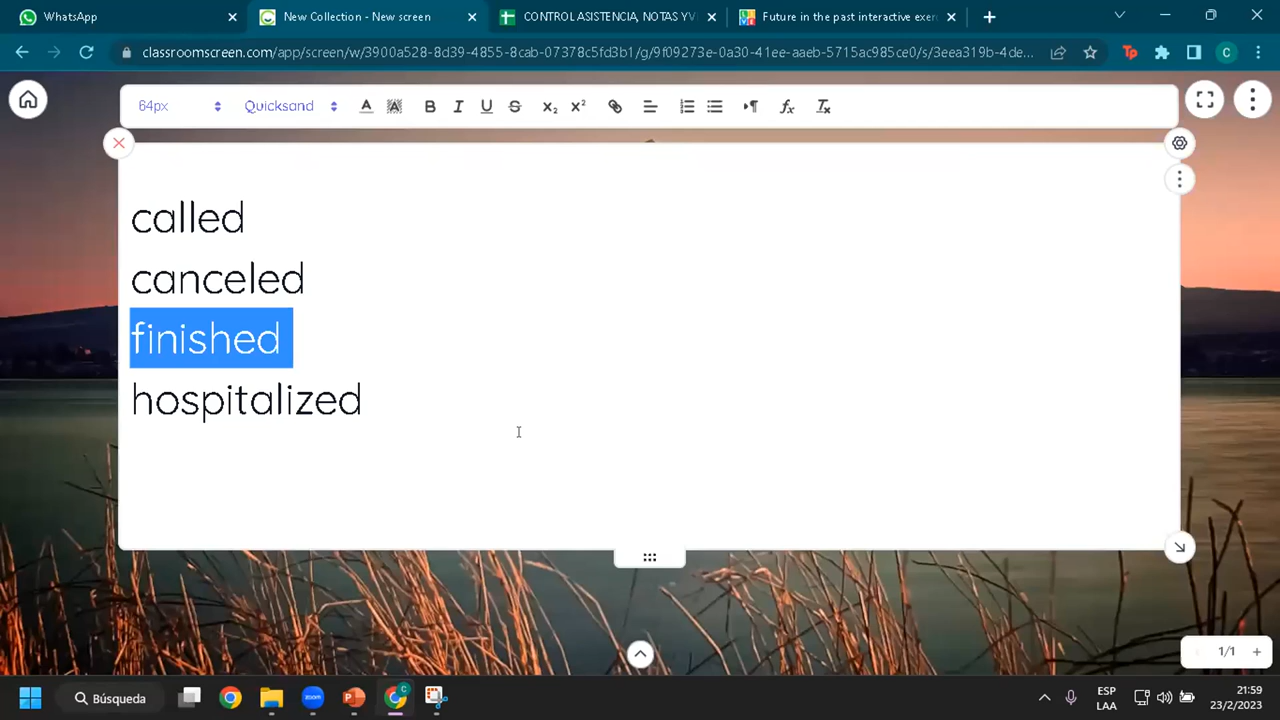 WhatsApp
New Collection - New screen
CONTROL ASISTENCIA, NOTAS YVI
Future in the past interactive exer
classroomscreen.com/app/screen/w/3900a528-8d39-4855-8cab-07378c5fd3b1/g/9f09273e-0a30-41ee-aaeb-5715ac985ce0/s/3eea319b-4de...
C
64px
Quicksand
called
canceled
finished
hospitalized
1/1
Búsqueda
zoom
ESP
LAA
21:59
23/2/2023